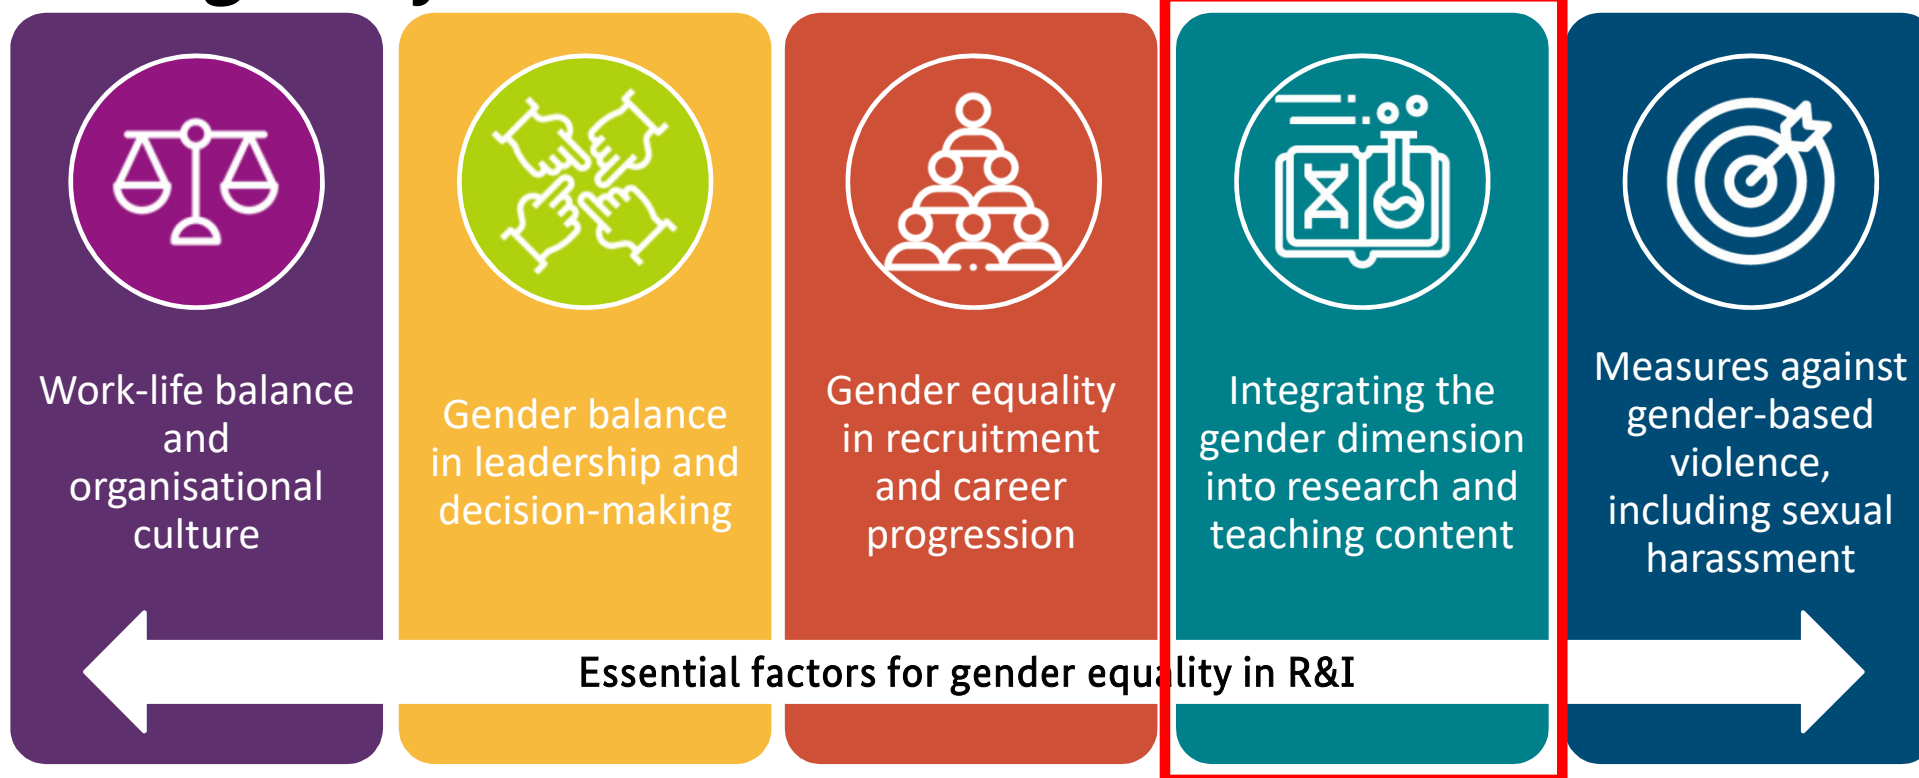 Work-life balance
and
organisational
culture
Gender balance
in leadership and
decision-making
Gender equality
in recruitment
and career
progression
Integrating the
gender dimension
into research and
teaching content
Measures against
gender-based
violence,
including sexual
harassment
Essential factors for gender equality in R&I